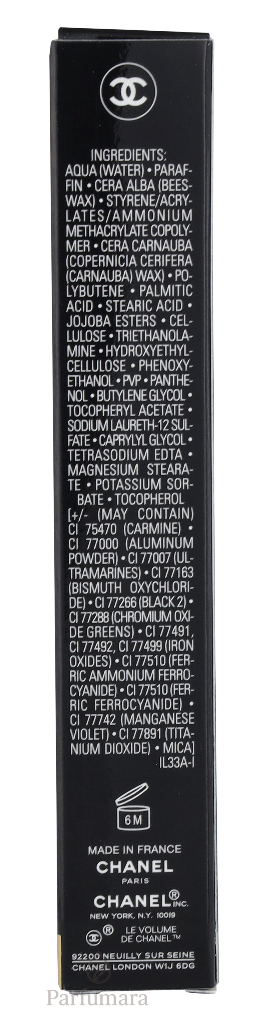 INGREDIENTS:
AQUA (WATER) • PARAF-
FIN • CERA ALBA (BEES-
WAX) • STYRENE/ACRY-
LATES/AMMONIUM
METHACRYLATE COPOLY-
MER • CERA CARNAUBA
(COPERNICIA CERIFERA
(CARNAUBA) WAX) • PO-
LYBUTENE • PALMITIC
ACID • STEARIC ACID •
JOJOBA ESTERS • CEL-
LULOSE • TRIETHANOLA-
MINE • HYDROXYETHYL-
CELLULOSE • PHENOXY-
ETHANOL • PVP • PANTHE-
NOL • BUTYLENE GLYCOL •
TOCOPHERYL ACETATE •
SODIUM LAURETH-12 SUL-
FATE • CAPRYLYL GLYCOL •
TETRASODIUM EDTA •
MAGNESIUM STEARA-
TE • POTASSIUM SOR-
BATE • TOCOPHEROL
[+/- (MAY CONTAIN)
CI 75470 (CARMINE) •
CI 77000 (ALUMINUM
POWDER) • CI 77007 (UL-
TRAMARINES) • CI 77163
(BISMUTH OXYCHLORI-
DE) • CI 77266 (BLACK 2) •
CI 77288 (CHROMIUM OXI-
DE GREENS) • CI 77491,
CI 77492, CI 77499 (IRON
OXIDES) • CI 77510 (FER-
RIC AMMONIUM FERRO-
CYANIDE) • CI 77510 (FER-
RIC FERROCYANIDE) •
CI 77742 (MANGANESE
VIOLET) • CI 77891 (TITA-
NIUM DIOXIDE) • MICA]
IL33A-I
6M
MADE IN FRANCE
CHANEL
PARIS
CHANEL® INC.
NEW YORK, N.Y. 10019
® LE VOLUME
DE CHANEL™
92200 NEUILLY SUR SEINE
CHANEL LONDON W1J 6DG
Parfumara